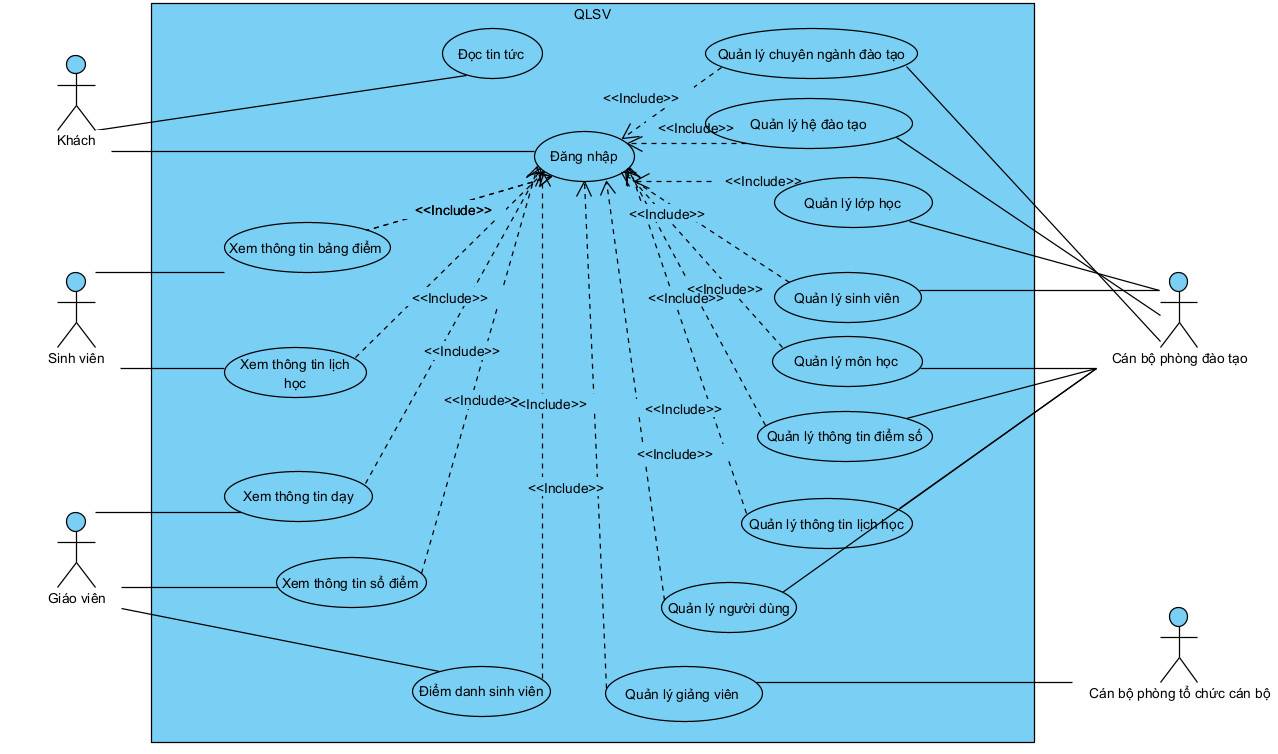 QLSV
Đọc tin tức
Quản lý chuyên ngành đào tạo
<<Include>>
Quản lý hệ đào tạo
<<Include>>
Khách
Đăng nhập
<<Include>>
Quản lý lớp học
<<Include>>
<<Include>>
Xem thông tin bảng điểm
<<Include>>
Quản lý sinh viên
<<Include>>
<<Include>>
Sinh viên
Cán bộ phòng đào tạo
<<Include>>
Xem thông tin lịch
học
Quản lý môn học
<<Include>>
<<Include>>
<<Include>>
Quản lý thông tin điểm số
<<Include>>
Xem thông tin dạy
<<Include>>
Quản lý thông tin lịch học
Xem thông tin sổ điểm
Giáo viên
Quản lý người dùng
Điểm danh sinh viên
Quản lý giảng viên
Cán bộ phòng tổ chức cán bộ